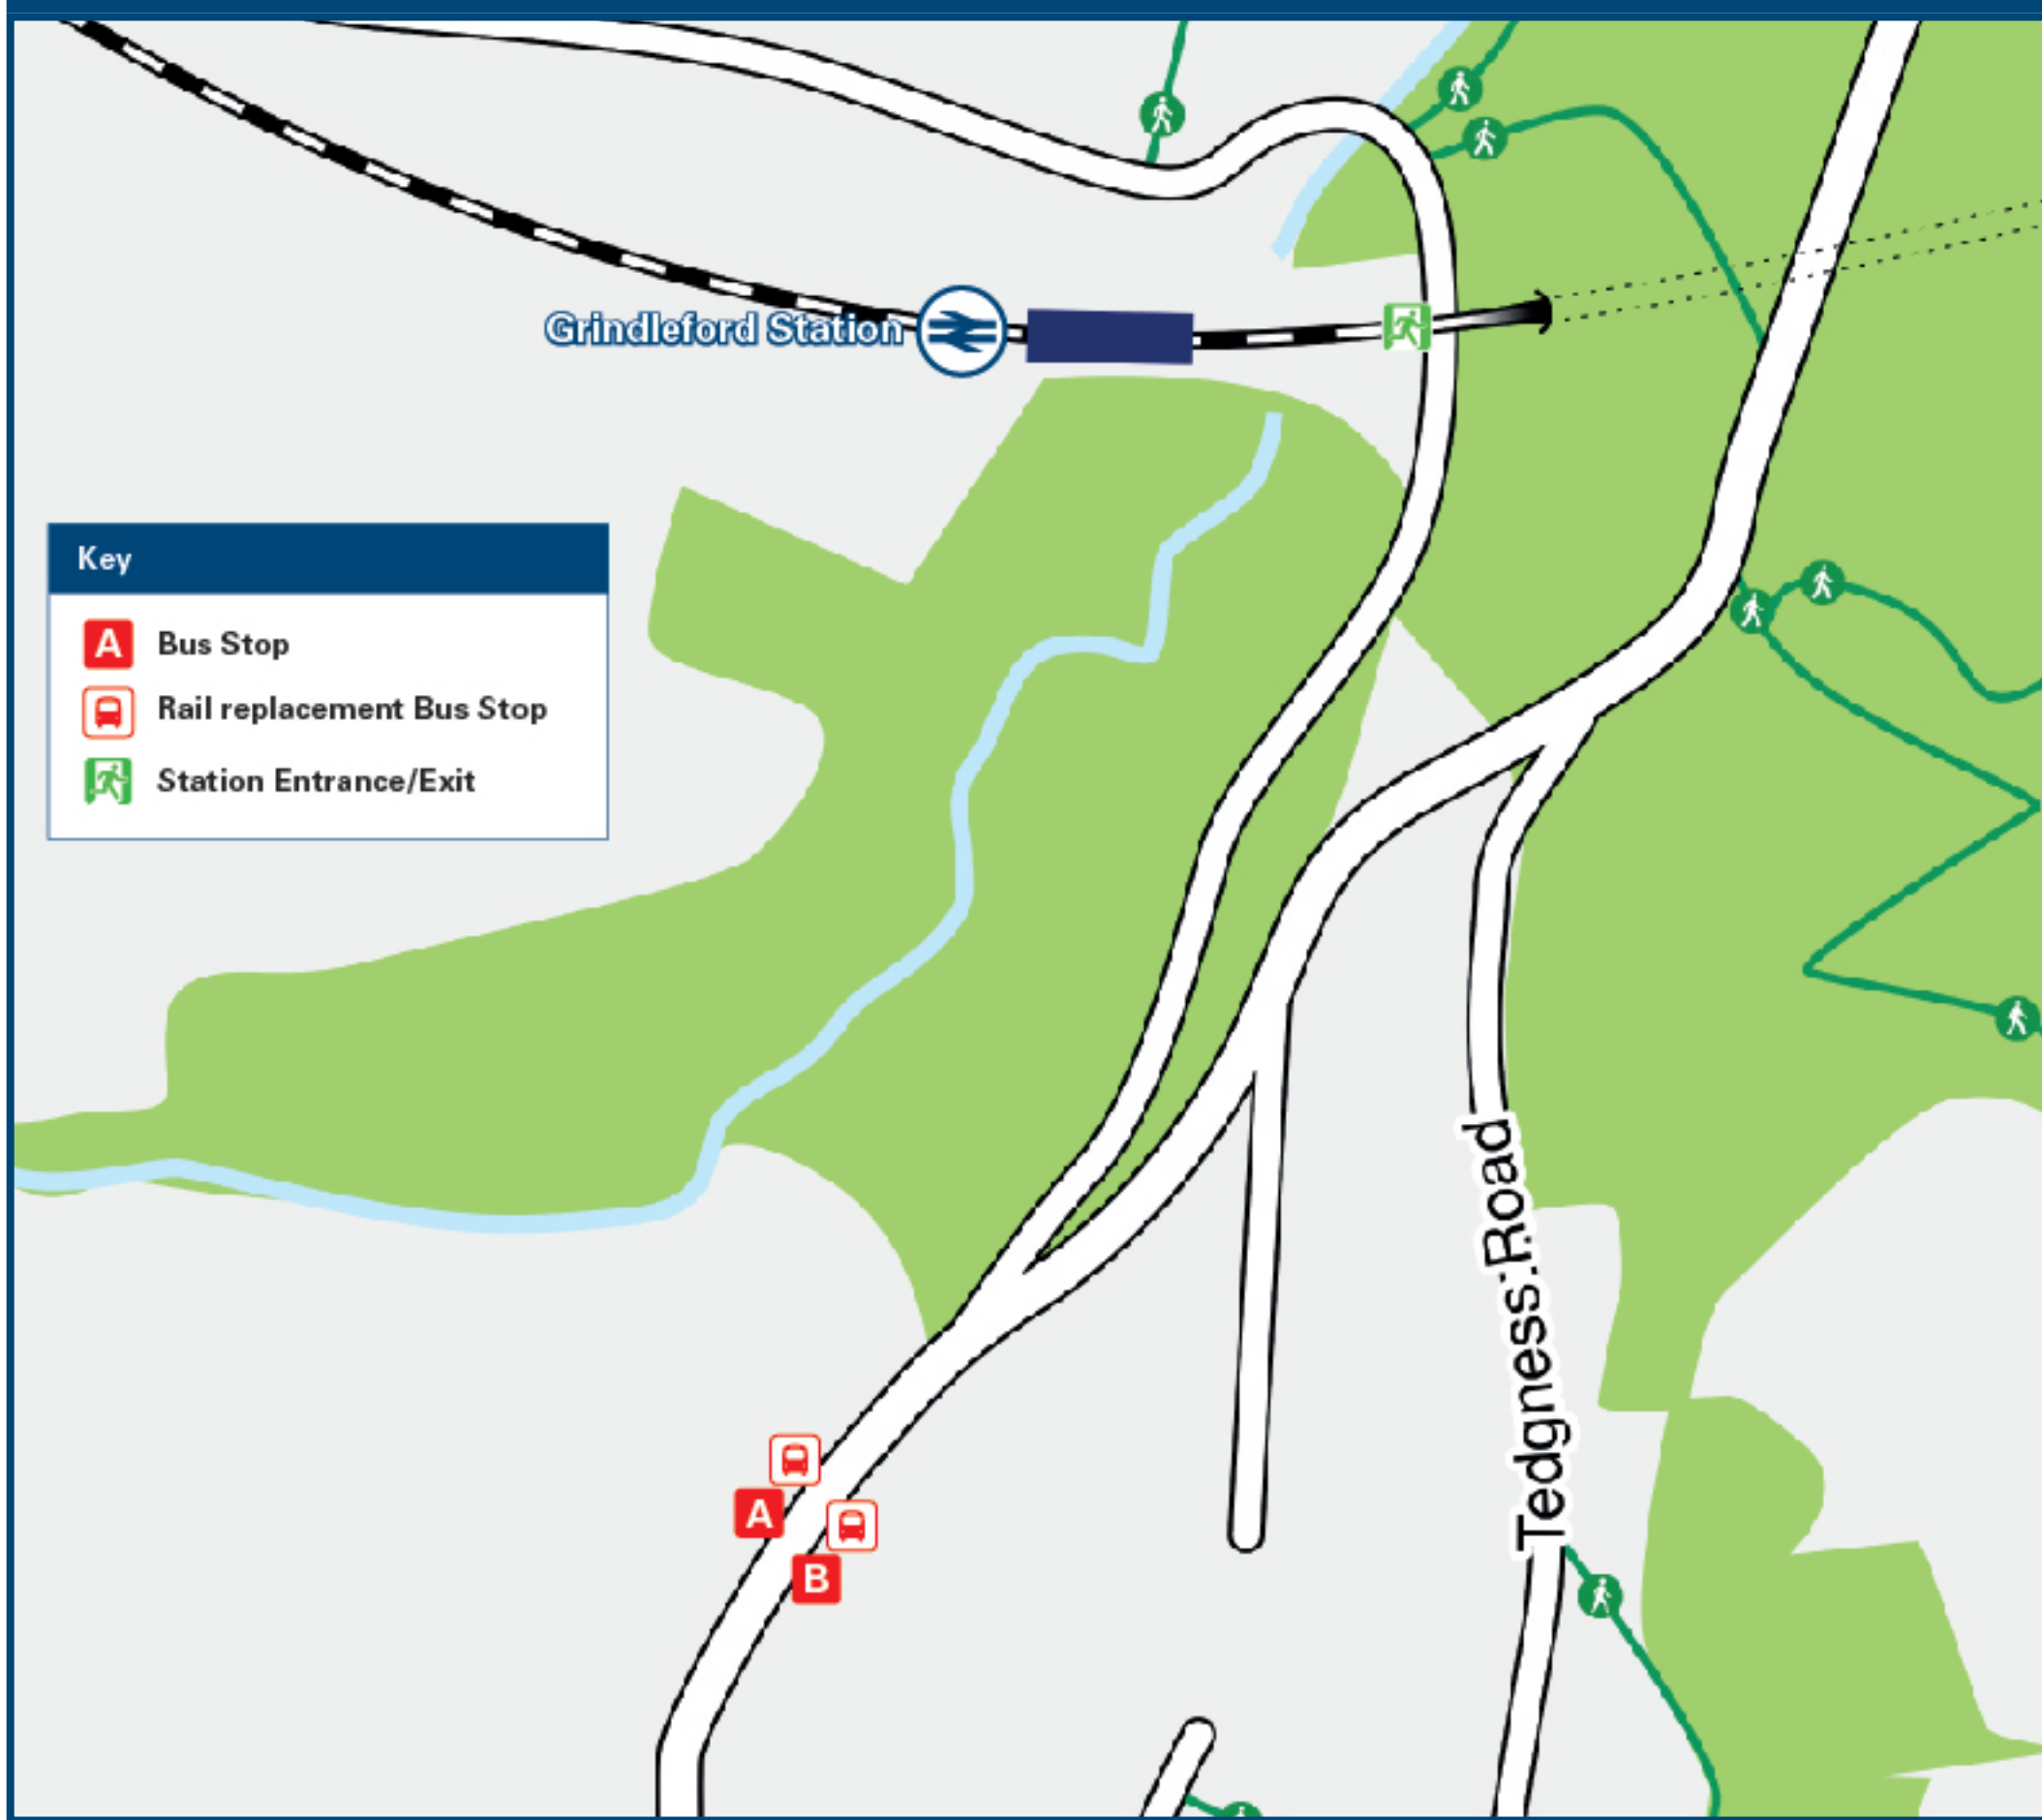 Grindleford Station
Key
A Bus Stop
Rail replacement Bus Stop
Station Entrance/Exit
Tedgness Road
A
B